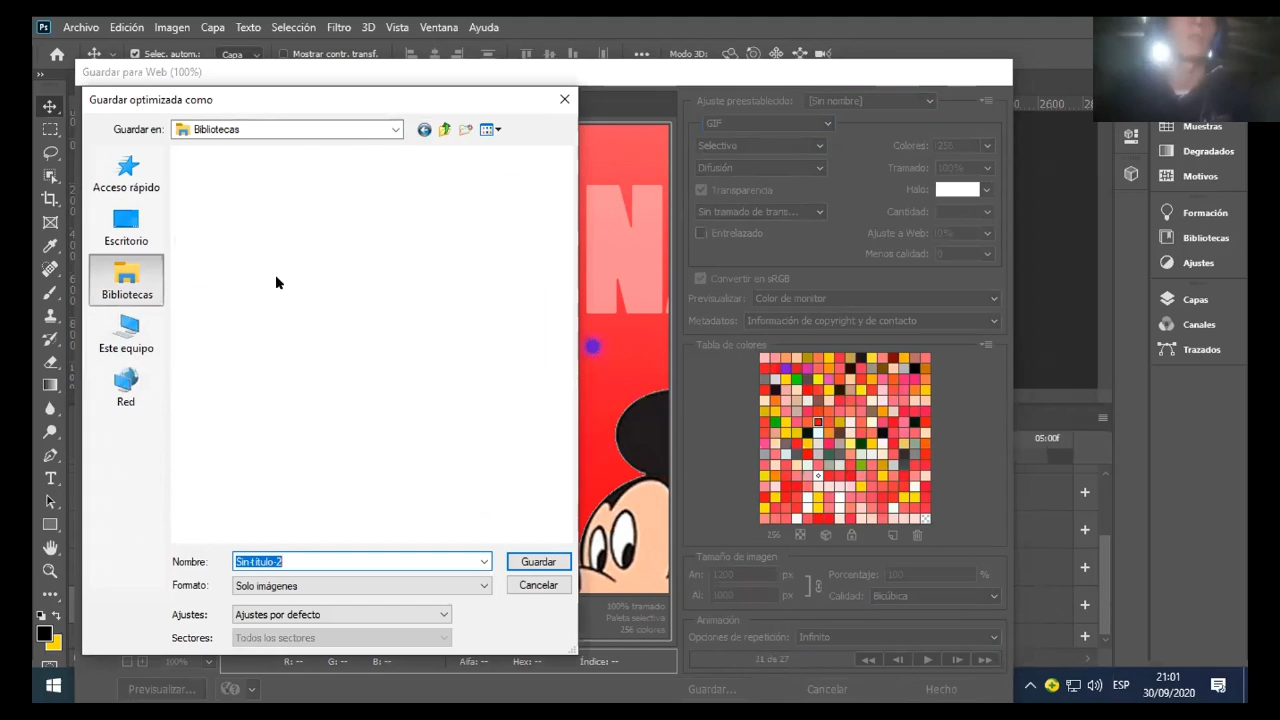 Ps Archivo Edición Imagen Capa Texto Selección Filtro 3D Vista Ventana Ayuda
Selec. autom.: Capa Mostrar contr. transf. ••• Modo 3D:
Guardar para Web (100%)
Guardar optimizada como
Guardar en: Bibliotecas
Acceso rápido
Escritorio
Bibliotecas
Este equipo
Red
Nombre: Sin-título-2 Guardar
Formato: Solo imágenes Cancelar
Ajustes: Ajustes por defecto
Sectores: Todos los sectores
N
100% tramado
Paleta selectiva
256 colores
100% R: -- G: -- B: -- Alfa: -- Hex: -- Índice: --
Previsualizar... Guardar... Cancelar Hecho
Ajuste preestablecido: [Sin nombre]
GIF
Selectiva Colores: 256
Difusión Tramado: 100%
Transparencia Halo:
Sin tramado de trans... Cantidad:
Entrelazado Ajuste a Web: 0%
Menos calidad: 0
Convertir en sRGB
Previsualizar: Color de monitor
Metadatos: Información de copyright y de contacto
Tabla de colores
256
Tamaño de imagen
An: 1200 px Porcentaje: 100 %
Al: 1000 px Calidad: Bicúbica
Animación
Opciones de repetición: Infinito
11 de 27
2600 280
Muestras
Degradados
Motivos
Formación
Bibliotecas
Ajustes
Capas
Canales
Trazados
05:00f
ESP
21:01
30/09/2020